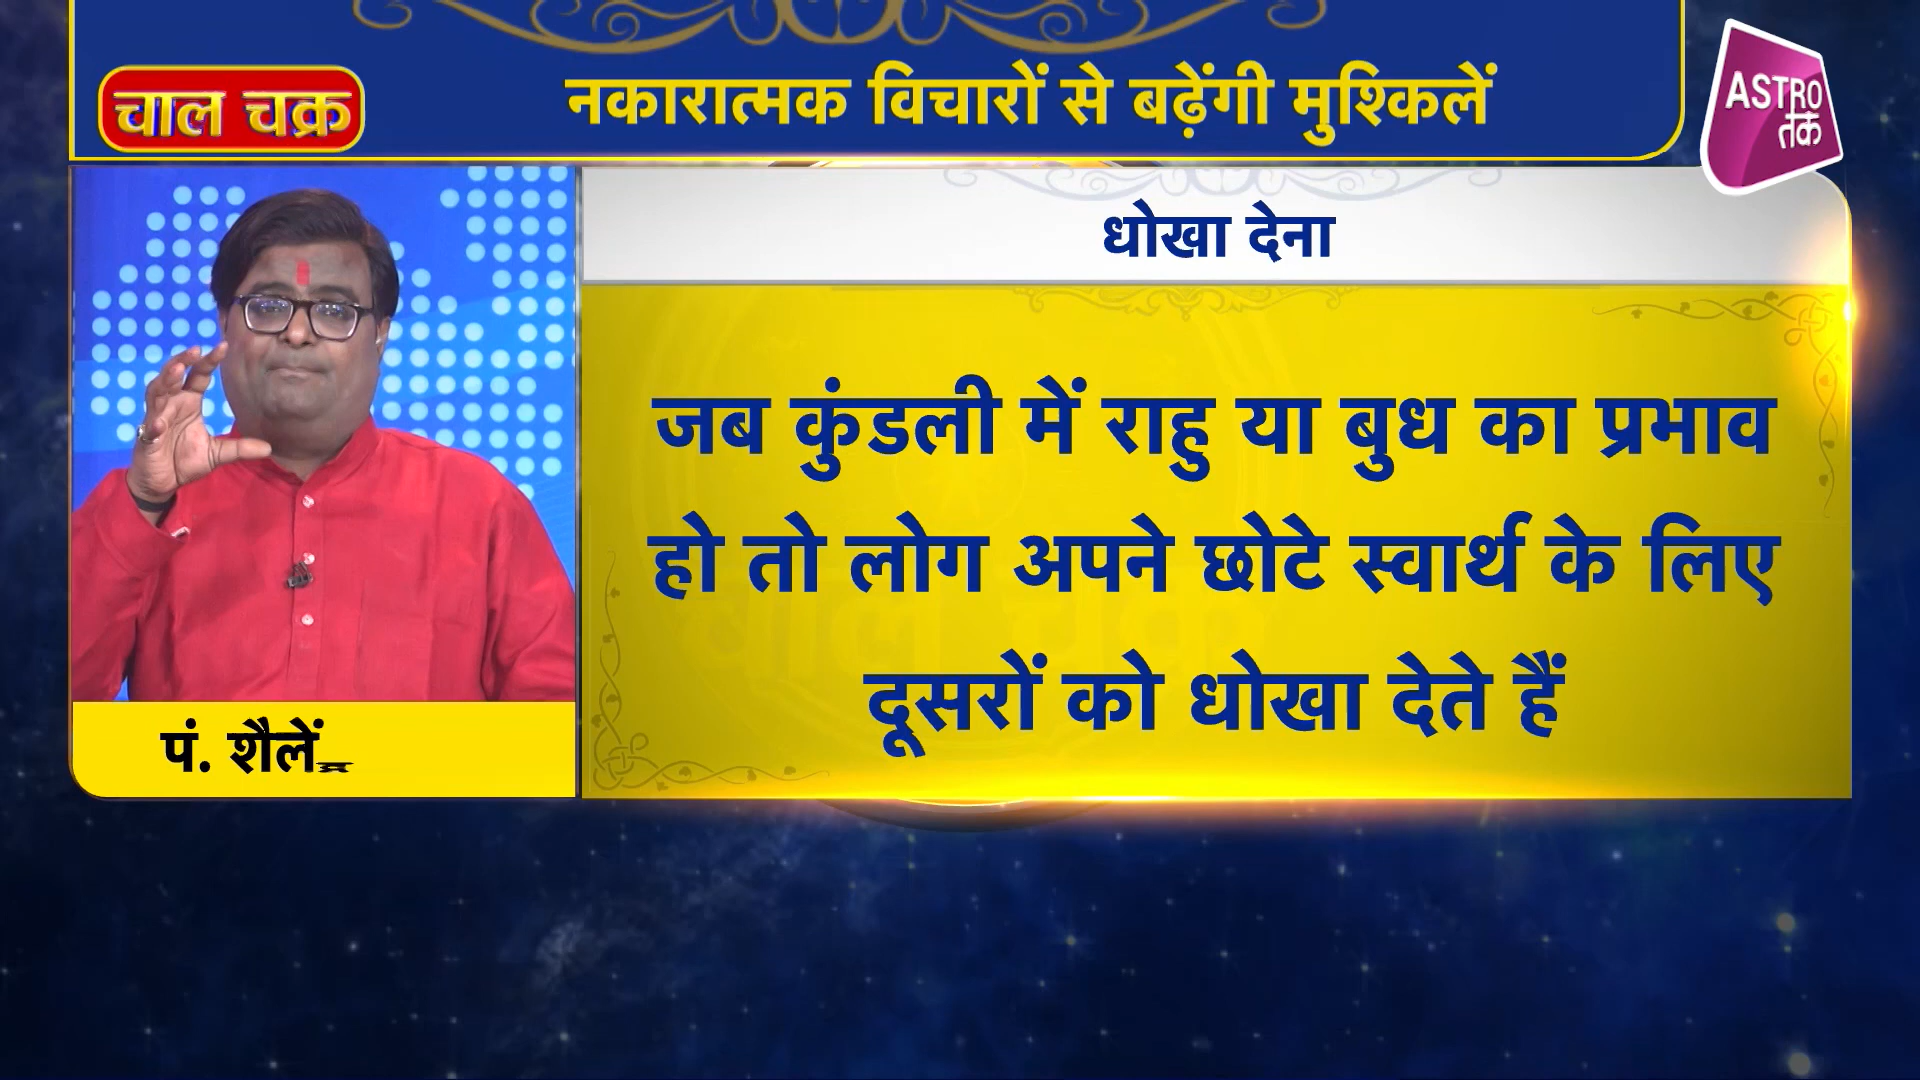 चाल चक्र
नकारात्मक विचारों से बढ़ेंगी मुश्किलें
ASTRO
तक
धोखा देना
जब कुंडली में राहु या बुध का प्रभाव
हो तो लोग अपने छोटे स्वार्थ के लिए
दूसरों को धोखा देते हैं
पं. शैलें